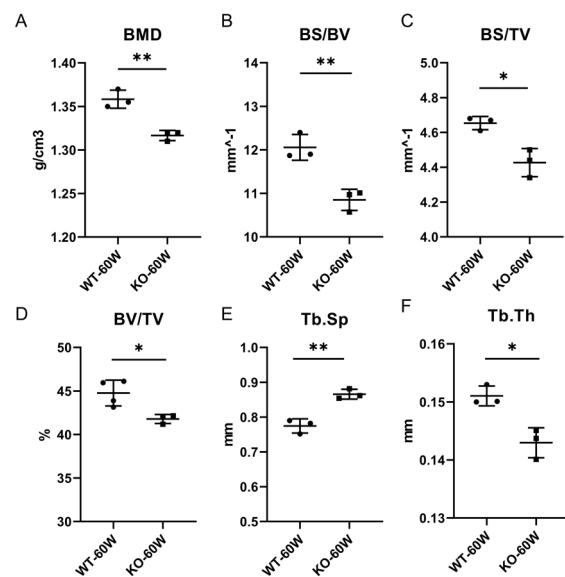 A
BMD
**
1.40
1.35
1.30
1.25
1.20
g/cm3
WT-60W
KO-60W
B
BS/BV
**
14
13
12
11
10
mm^-1
WT-60W
KO-60W
C
BS/TV
*
5.0
4.8
4.6
4.4
4.2
4.0
mm^-1
WT-60W
KO-60W
D
BV/TV
*
50
45
40
35
30
%
WT-60W
KO-60W
E
Tb.Sp
**
1.0
0.9
0.8
0.7
0.6
0.5
mm
WT-60W
KO-60W
F
Tb.Th
*
0.16
0.15
0.14
0.13
mm
WT-60W
KO-60W